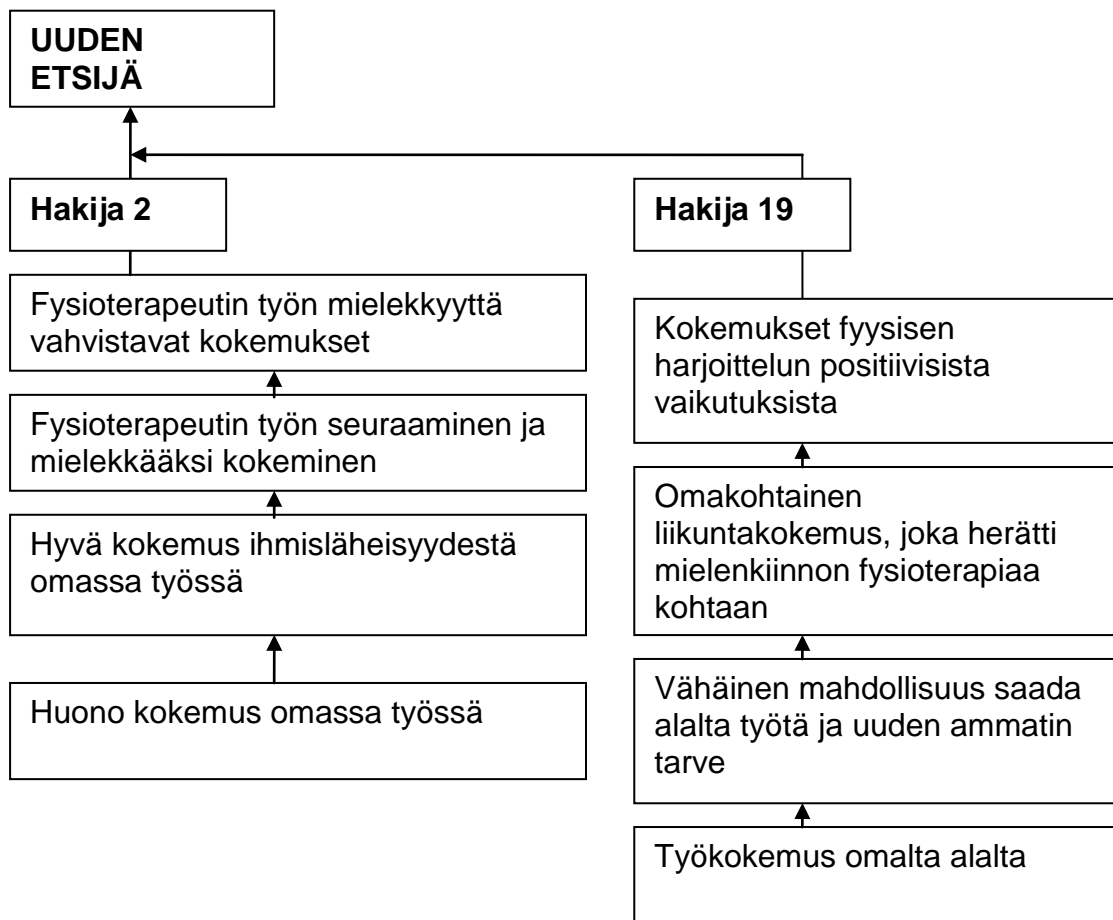 UUDEN
ETSIJÄ
Hakija 2
Fysioterapeutin työn mielekkyyttä
vahvistavat kokemukset
Fysioterapeutin työn seuraaminen ja
mielekkääksi kokeminen
Hyvä kokemus ihmisläheisyydestä
omassa työssä
Huono kokemus omassa työssä
Hakija 19
Kokemukset fyysisen
harjoittelun positiivisista
vaikutuksista
Omakohtainen
liikuntakokemus, joka herätti
mielenkiinnon fysioterapiaa
kohtaan
Vähäinen mahdollisuus saada
alalta työtä ja uuden ammatin
tarve
Työkokemus omalta alalta